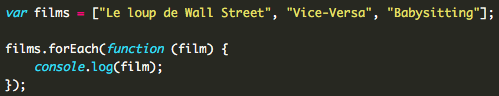 var films = ["Le loup de Wall Street", "Vice-Versa", "Babysitting"];
films.forEach(function (film) {
    console.log(film);
});